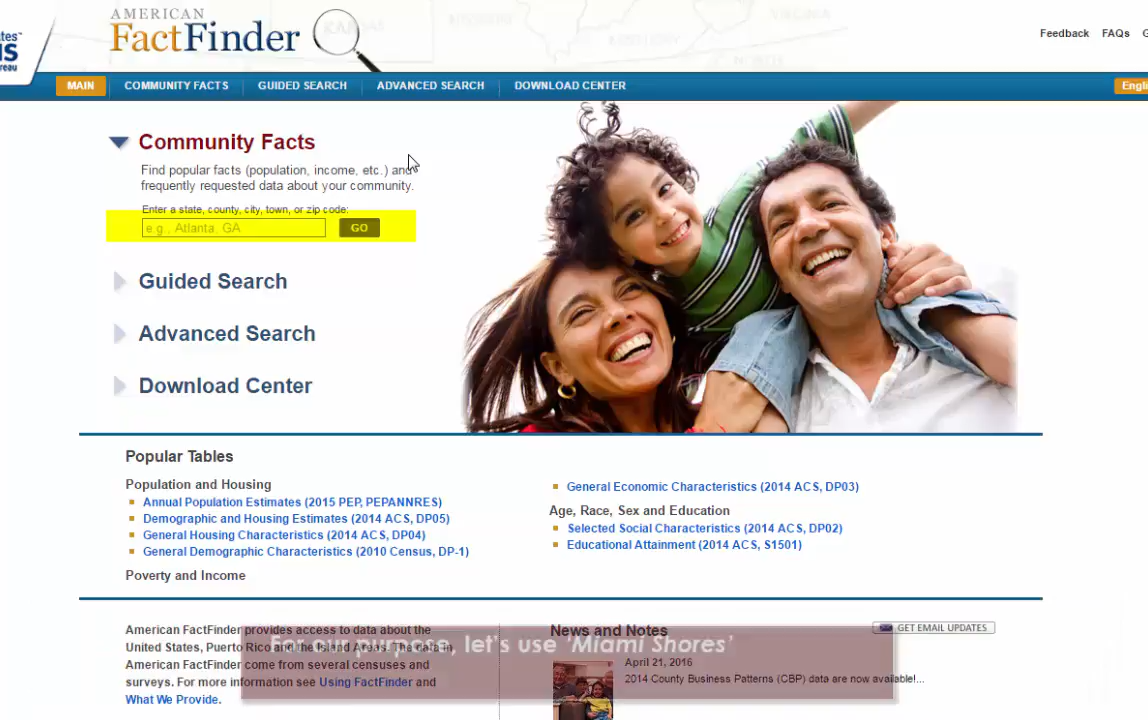 AMERICAN
FactFinder
Feedback FAQs
MAIN COMMUNITY FACTS GUIDED SEARCH ADVANCED SEARCH DOWNLOAD CENTER
Community Facts
Find popular facts (population, income, etc.) and
frequently requested data about your community.
Enter a state, county, city, town, or zip code:
e.g., Atlanta, GA GO
Guided Search
Advanced Search
Download Center
Popular Tables
Population and Housing
Annual Population Estimates (2015 PEP, PEPANNRES)
Demographic and Housing Estimates (2014 ACS, DP05)
General Housing Characteristics (2014 ACS, DP04)
General Demographic Characteristics (2010 Census, DP-1)
Poverty and Income
General Economic Characteristics (2014 ACS, DP03)
Age, Race, Sex and Education
Selected Social Characteristics (2014 ACS, DP02)
Educational Attainment (2014 ACS, S1501)
American FactFinder provides access to data about the
United States, Puerto Rico and the Island Areas. The data in
American FactFinder come from several censuses and
surveys. For more information see Using FactFinder and
What We Provide.
News and Notes
GET EMAIL UPDATES
April 21, 2016
2014 County Business Patterns (CBP) data are now available!...
For our purpose, let's use 'Miami Shores'